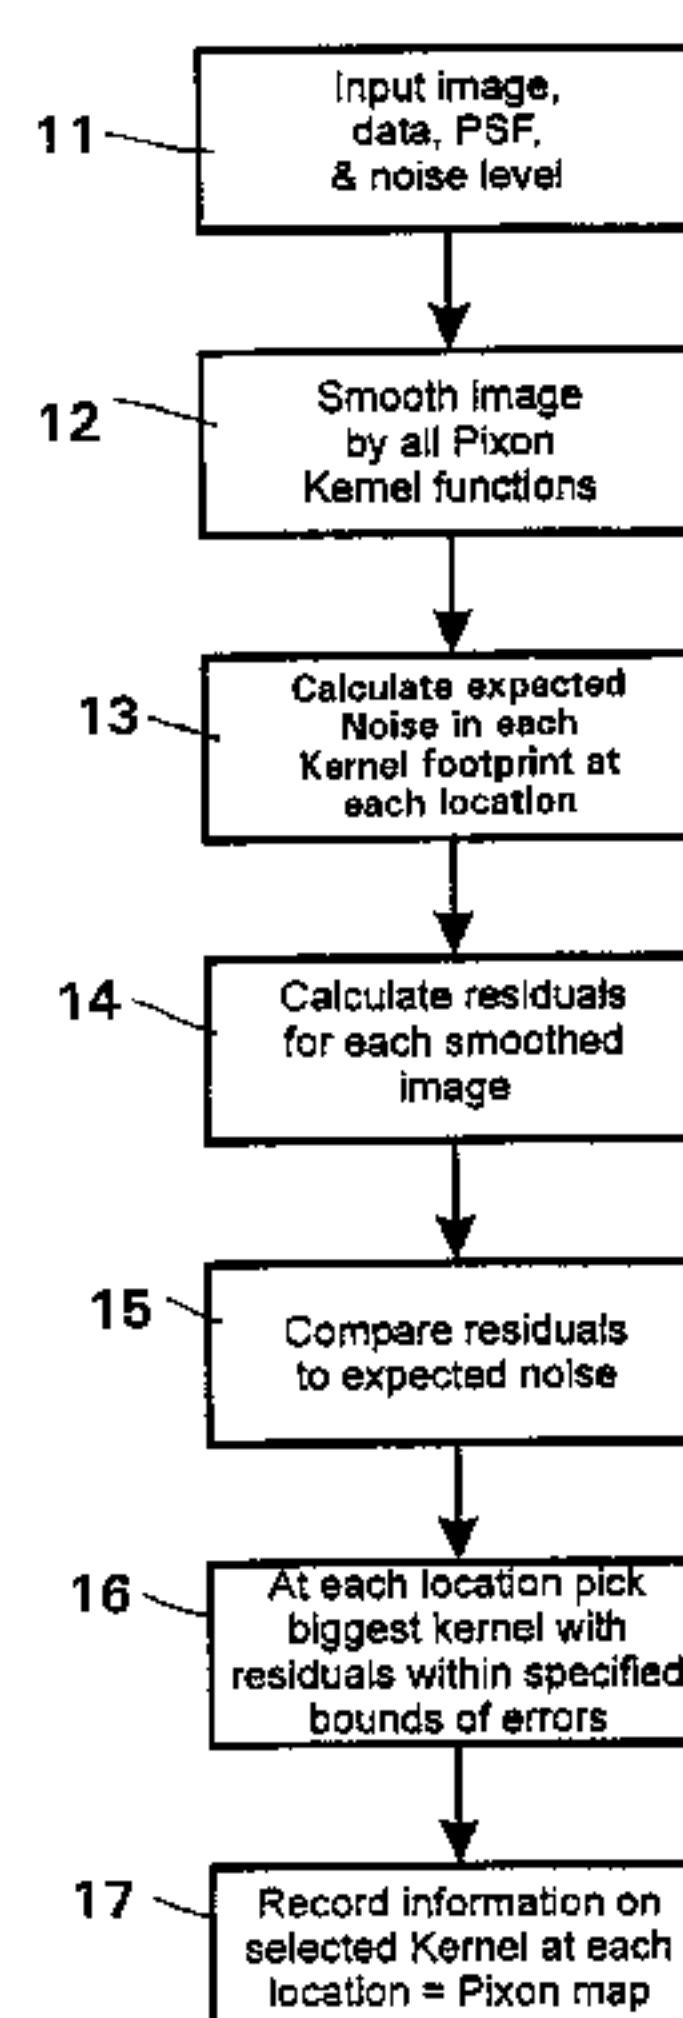 11
Input image,
data, PSF,
& noise level
12
Smooth image
by all Pixon
Kernel functions
13
Calculate expected
Noise in each
Kernel footprint at
each location
14
Calculate residuals
for each smoothed
image
15
Compare residuals
to expected noise
16
At each location pick
biggest kernel with
residuals within specified
bounds of errors
17
Record information on
selected Kernel at each
location = Pixon map